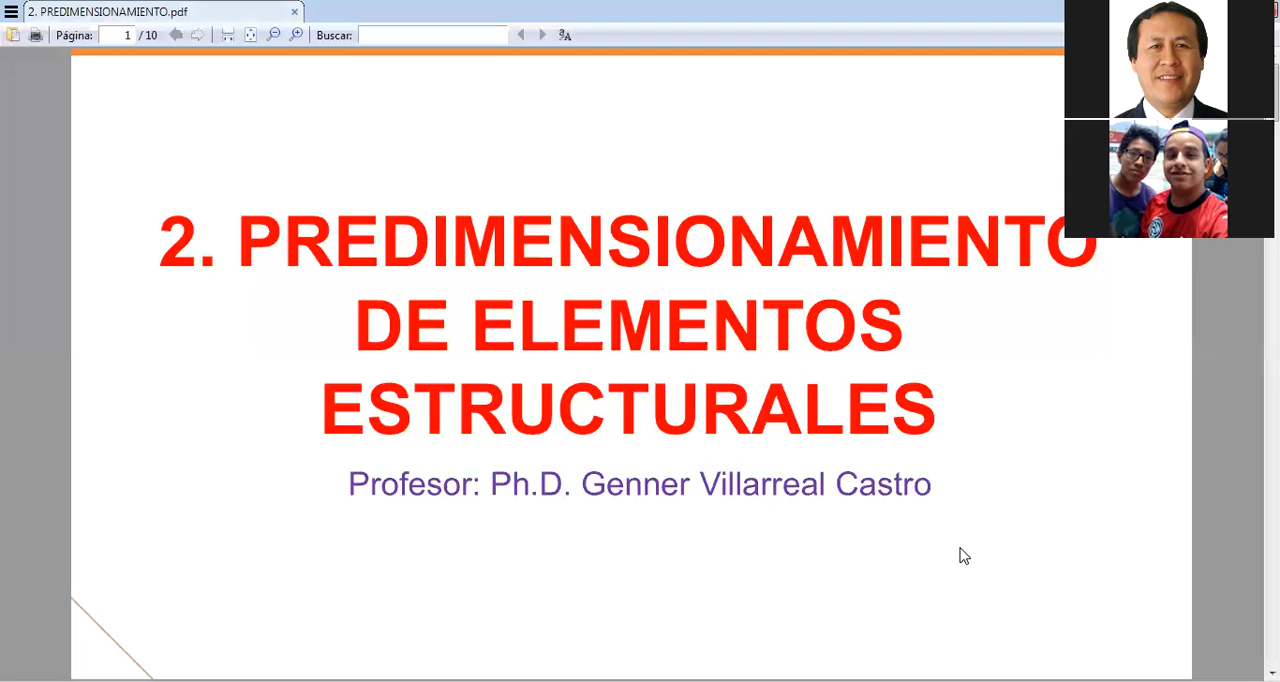 2. PREDIMENSIONAMIENTO.pdf
Página: 1 / 10 Buscar:
2. PREDIMENSIONAMIENTO
DE ELEMENTOS
ESTRUCTURALES
Profesor: Ph.D. Genner Villarreal Castro